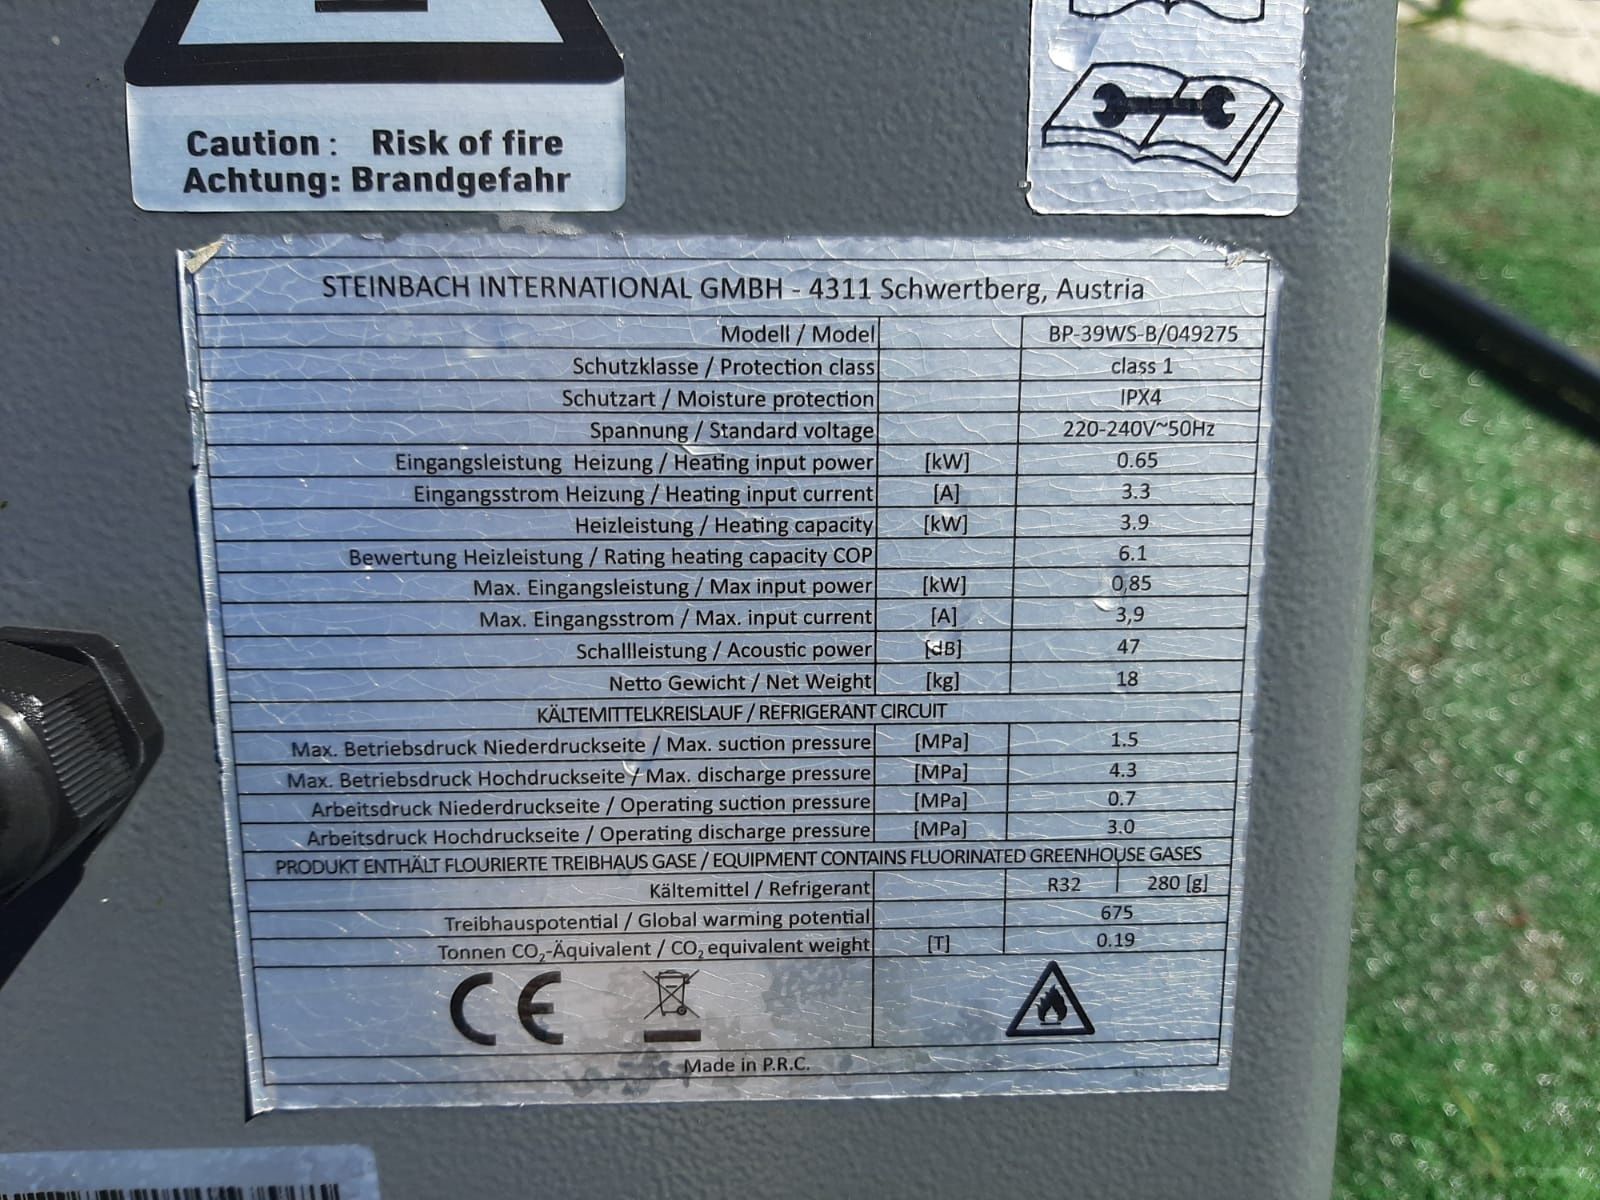 Caution : Risk of fire
Achtung: Brandgefahr
STEINBACH INTERNATIONAL GMBH - 4311 Schwertberg, Austria
Modell / Model BP-39WS-B/049275
Schutzklasse / Protection class class 1
Schutzart / Moisture protection IPX4
Spannung / Standard voltage 220-240V~50Hz
Eingangsleistung Heizung / Heating input power [kW] 0.65
Eingangsstrom Heizung / Heating input current [A] 3.3
Heizleistung / Heating capacity [kW] 3.9
Bewertung Heizleistung / Rating heating capacity COP 6.1
Max. Eingangsleistung / Max input power [kW] 0,85
Max. Eingangsstrom / Max. input current [A] 3,9
Schallleistung / Acoustic power [dB] 47
Netto Gewicht / Net Weight [kg] 18
KÄLTEMITTELKREISLAUF / REFRIGERANT CIRCUIT
Max. Betriebsdruck Niederdruckseite / Max. suction pressure [MPa] 1.5
Max. Betriebsdruck Hochdruckseite / Max. discharge pressure [MPa] 4.3
Arbeitsdruck Niederdruckseite / Operating suction pressure [MPa] 0.7
Arbeitsdruck Hochdruckseite / Operating discharge pressure [MPa] 3.0
PRODUKT ENTHÄLT FLOURIERTE TREIBHAUS GASE / EQUIPMENT CONTAINS FLUORINATED GREENHOUSE GASES
Kältemittel / Refrigerant R32 280 [g]
Treibhauspotential / Global warming potential 675
Tonnen CO₂-Äquivalent / CO₂ equivalent weight [T] 0.19
CE
Made in P.R.C.